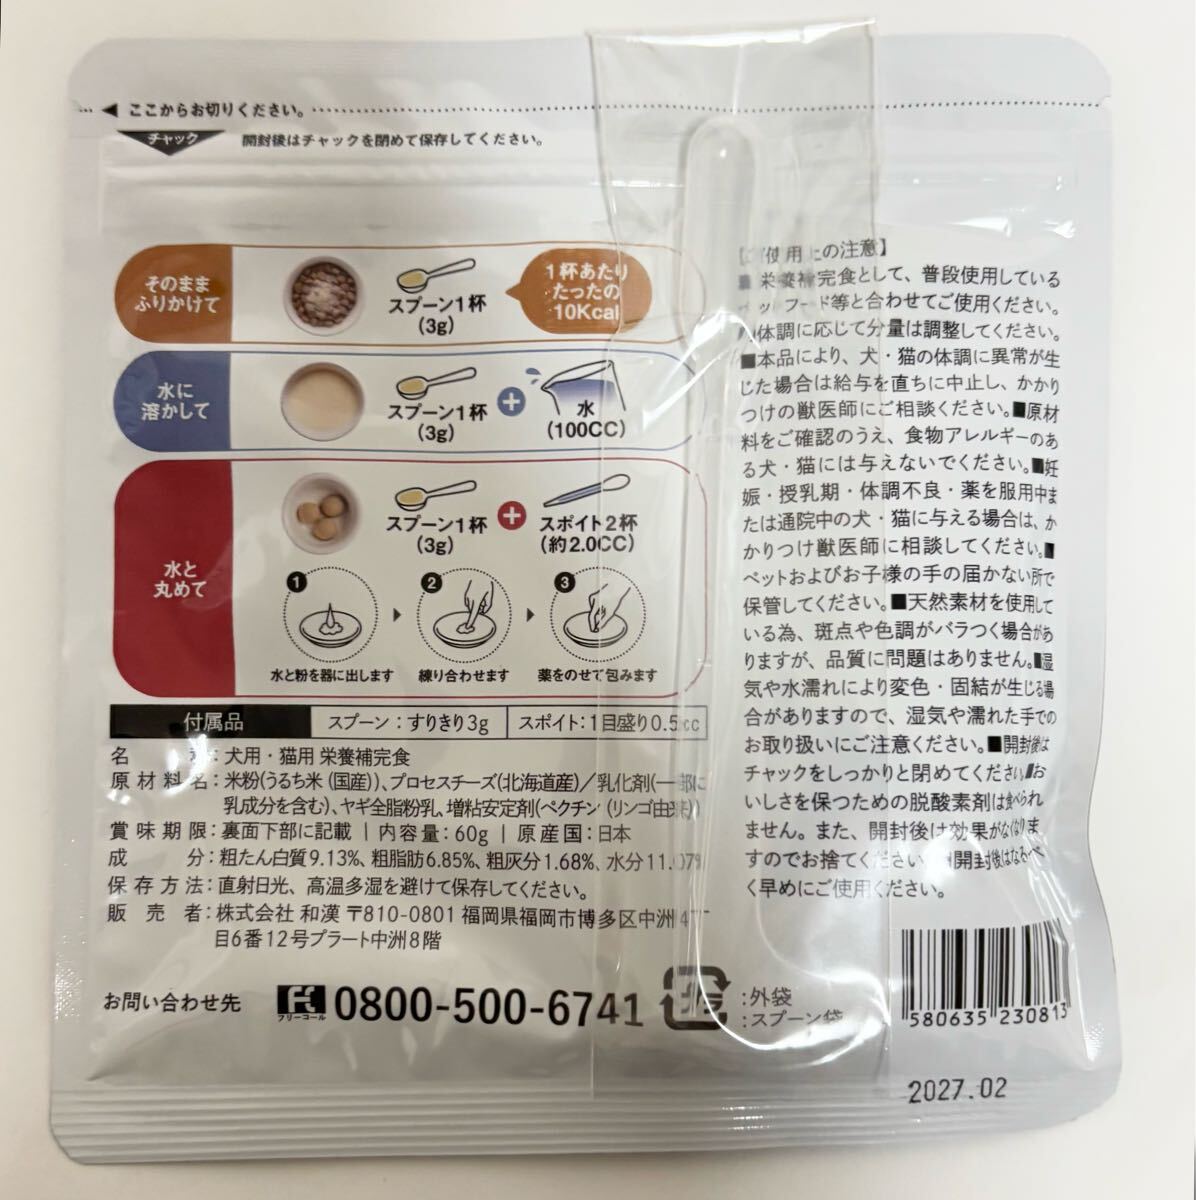 ここからお切りください。
チャック
開封後はチャックを閉めて保存してください。
そのまま
ふりかけて
スプーン1杯
(3g)
1杯あたり
たったの
10Kcal
水に
溶かして
スプーン1杯
(3g)
水
(100CC)
水と
丸めて
スプーン1杯
(3g)
スポイト2杯
(約2.0CC)
1
2
3
水と粉を器に出します
練り合わせます
薬をのせて包みます
付属品
スプーン:すりきり3g
スポイト:1目盛り0.5cc
名 称:犬用・猫用 栄養補完食
原材料名:米粉(うるち米(国産))、プロセスチーズ(北海道産)/乳化剤(一部に
乳成分を含む)、ヤギ全脂粉乳、増粘安定剤(ペクチン(リンゴ由来))
賞味期限:裏面下部に記載 | 内容量:60g | 原産国:日本
成 分:粗たん白質9.13%、粗脂肪6.85%、粗灰分1.68%、水分11.07%
保存方法:直射日光、高温多湿を避けて保存してください。
販 売 者:株式会社 和漢 〒810-0801 福岡県福岡市博多区中洲4丁
目6番12号プラート中洲8階
お問い合わせ先
フリーコール
0800-500-6741
プラ
:外袋
:スプーン袋
【ご使用上の注意】
■栄養補完食として、普段使用している
ペットフード等と合わせてご使用ください。
■体調に応じて分量は調整してください。
■本品により、犬・猫の体調に異常が生
じた場合は給与を直ちに中止し、かかり
つけの獣医師にご相談ください。■原材
料をご確認のうえ、食物アレルギーのあ
る犬・猫には与えないでください。■妊
娠・授乳期・体調不良・薬を服用中ま
たは通院中の犬・猫に与える場合は、か
かりつけ獣医師に相談してください。■
ペットおよびお子様の手の届かない所で
保管してください。■天然素材を使用して
いる為、斑点や色調がバラつく場合があ
りますが、品質に問題はありません。■湿
気や水濡れにより変色・固結が生じる場
合がありますので、湿気や濡れた手での
お取り扱いにご注意ください。■開封後は
チャックをしっかりと閉めてください。■お
いしさを保つための脱酸素剤は食べられ
ません。また、開封後は効果がなくなりま
すのでお捨てください。■開封後はなるべ
く早めにご使用ください。
580635 230813
2027.02